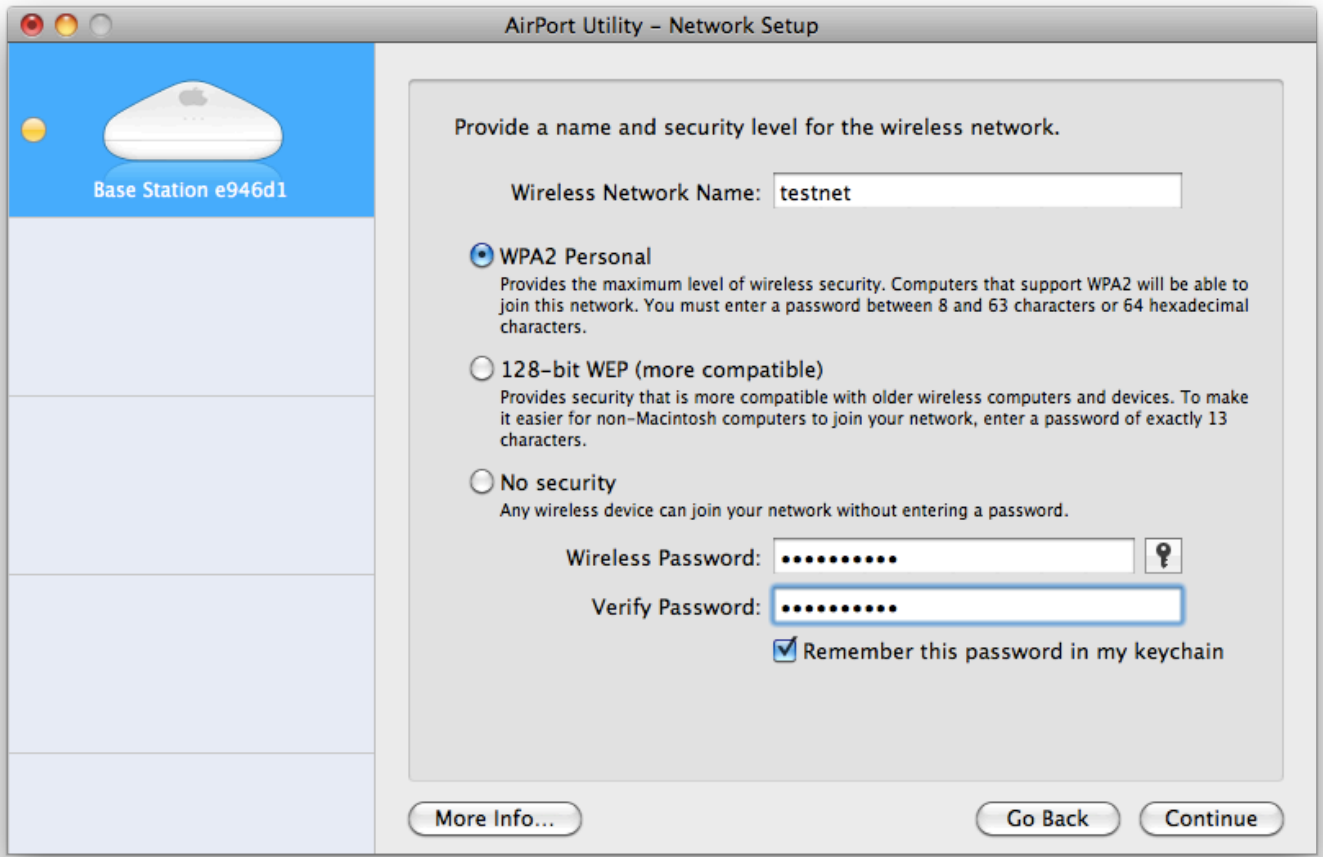 AirPort Utility – Network Setup
Base Station e946d1
Provide a name and security level for the wireless network.
Wireless Network Name: testnet
WPA2 Personal
Provides the maximum level of wireless security. Computers that support WPA2 will be able to
join this network. You must enter a password between 8 and 63 characters or 64 hexadecimal
characters.
128-bit WEP (more compatible)
Provides security that is more compatible with older wireless computers and devices. To make
it easier for non-Macintosh computers to join your network, enter a password of exactly 13
characters.
No security
Any wireless device can join your network without entering a password.
Wireless Password: ••••••••••
Verify Password: ••••••••••
Remember this password in my keychain
More Info... Go Back Continue